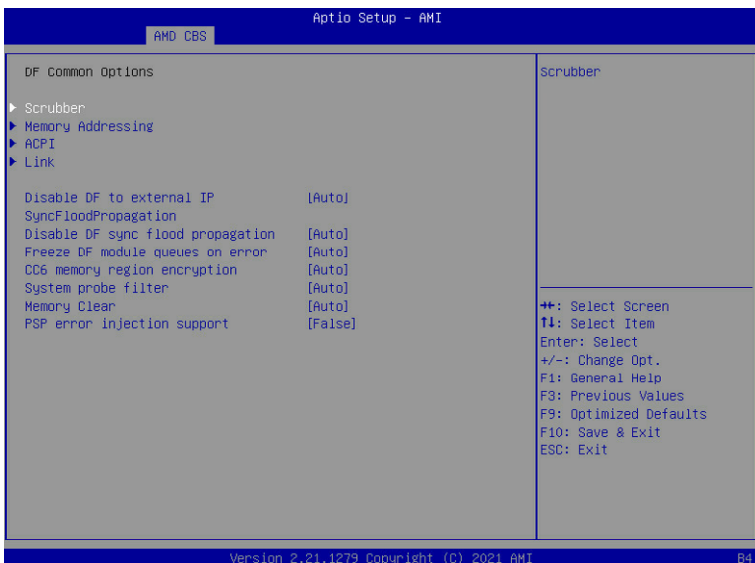 Aptio Setup – AMI
AMD CBS
DF Common Options
Scrubber
Memory Addressing
ACPI
Link
Disable DF to external IP [Auto]
SyncFloodPropagation
Disable DF sync flood propagation [Auto]
Freeze DF module queues on error [Auto]
CC6 memory region encryption [Auto]
System probe filter [Auto]
Memory Clear [Auto]
PSP error injection support [False]
Scrubber
→←: Select Screen
↑↓: Select Item
Enter: Select
+/-: Change Opt.
F1: General Help
F3: Previous Values
F9: Optimized Defaults
F10: Save & Exit
ESC: Exit
Version 2.21.1279 Copyright (C) 2021 AMI
B4